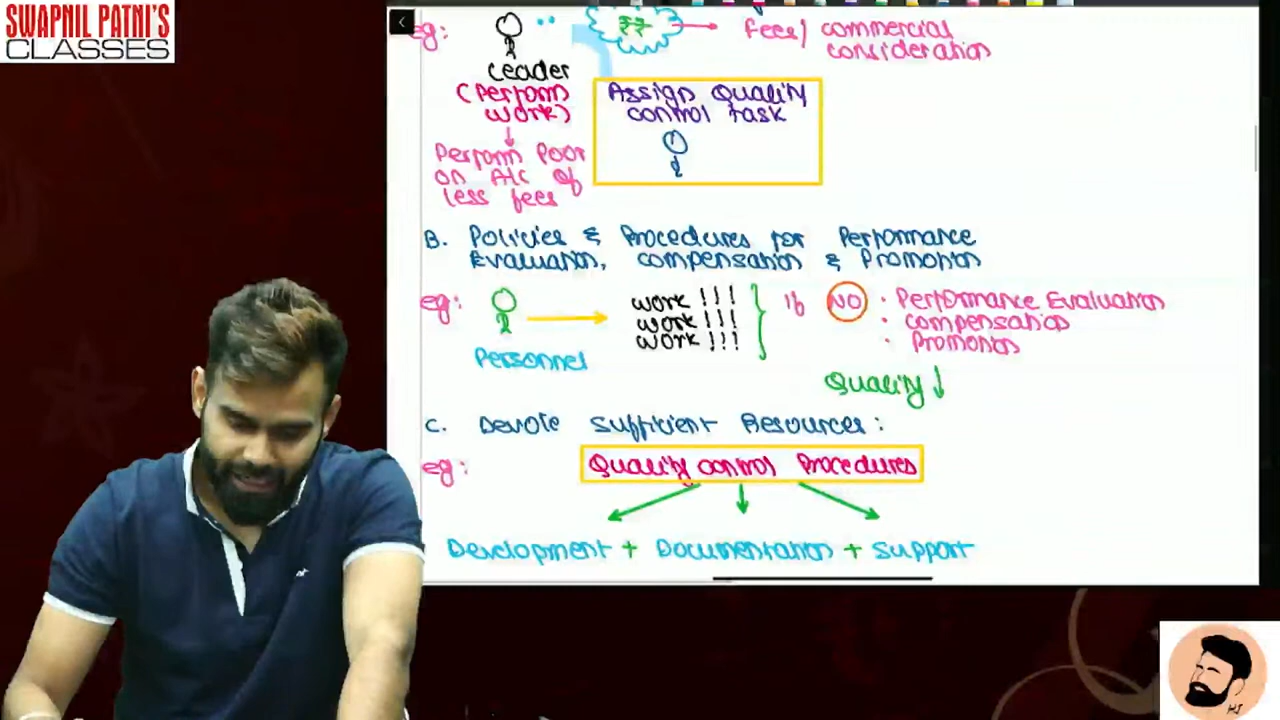 SWAPNIL PATNI'S
CLASSES
eg:
₹₹
Fees/ commercial
consideration
Leader
(Perform
work)
Perform Poor
on A/c of
less fees
Assign Quality
control Task
B. Policies & Procedures for Performance
Evaluation, compensation & Promotion
eg:
Personnel
work !!!
work !!!
work !!!
If
NO
• Performance Evaluation
• compensation
• Promotion
Quality ↓
C. Devote Sufficient Resources:
eg:
Quality control Procedures
Development + Documentation + Support
HS